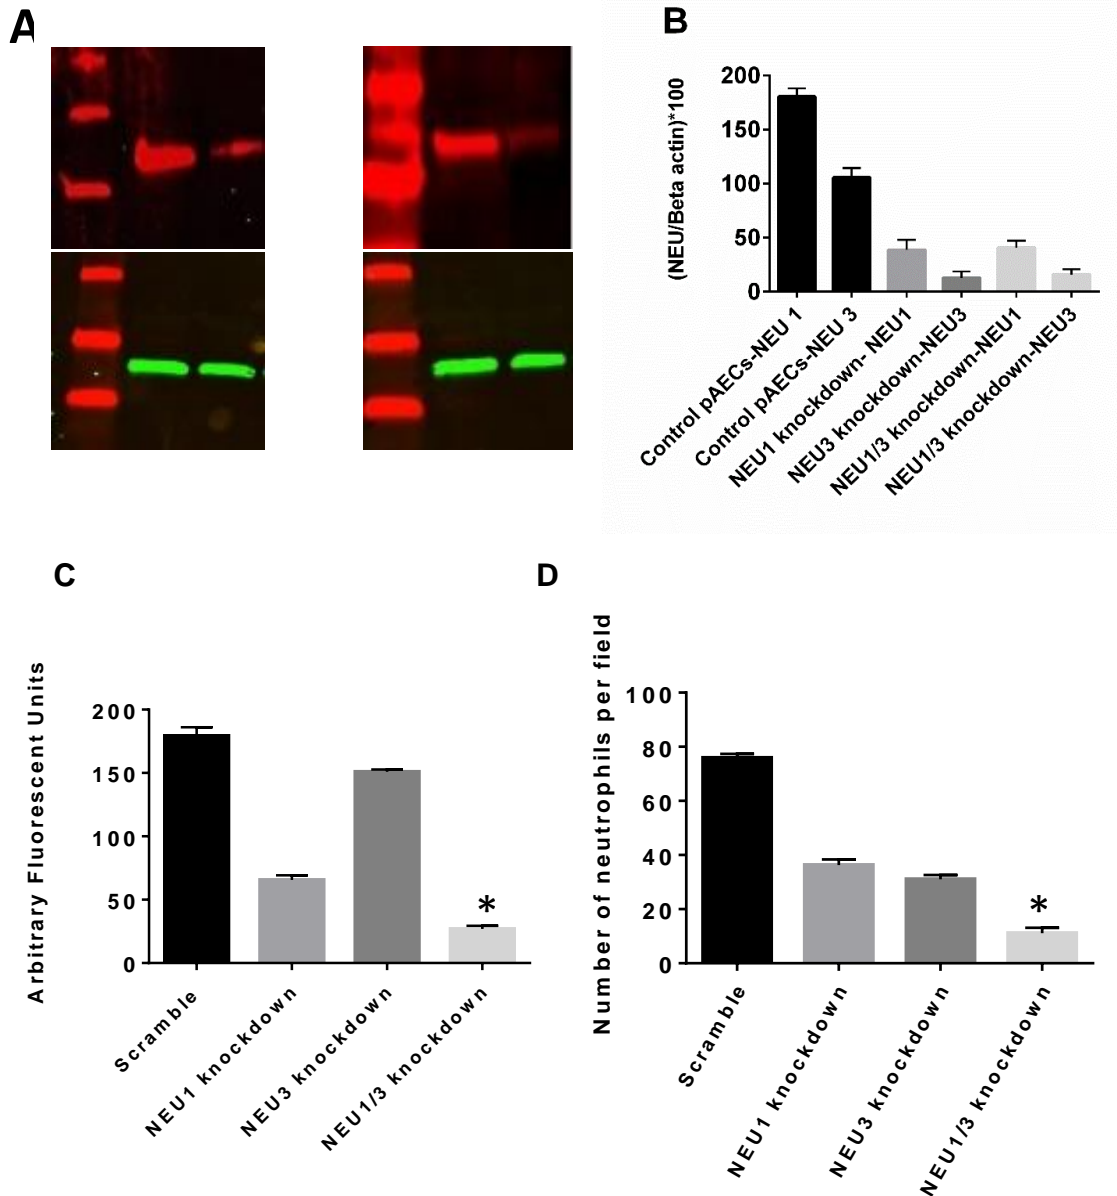 A
B
(NEU/Beta actin)*100
200
150
100
50
0
Control pAECs-NEU 1
Control pAECs-NEU 3
NEU1 knockdown- NEU1
NEU3 knockdown-NEU3
NEU1/3 knockdown-NEU1
NEU1/3 knockdown-NEU3
C
Arbitrary Fluorescent Units
200
150
100
50
0
*
Scramble
NEU1 knockdown
NEU3 knockdown
NEU1/3 knockdown
D
Number of neutrophils per field
100
80
60
40
20
0
*
Scramble
NEU1 knockdown
NEU3 knockdown
NEU1/3 knockdown